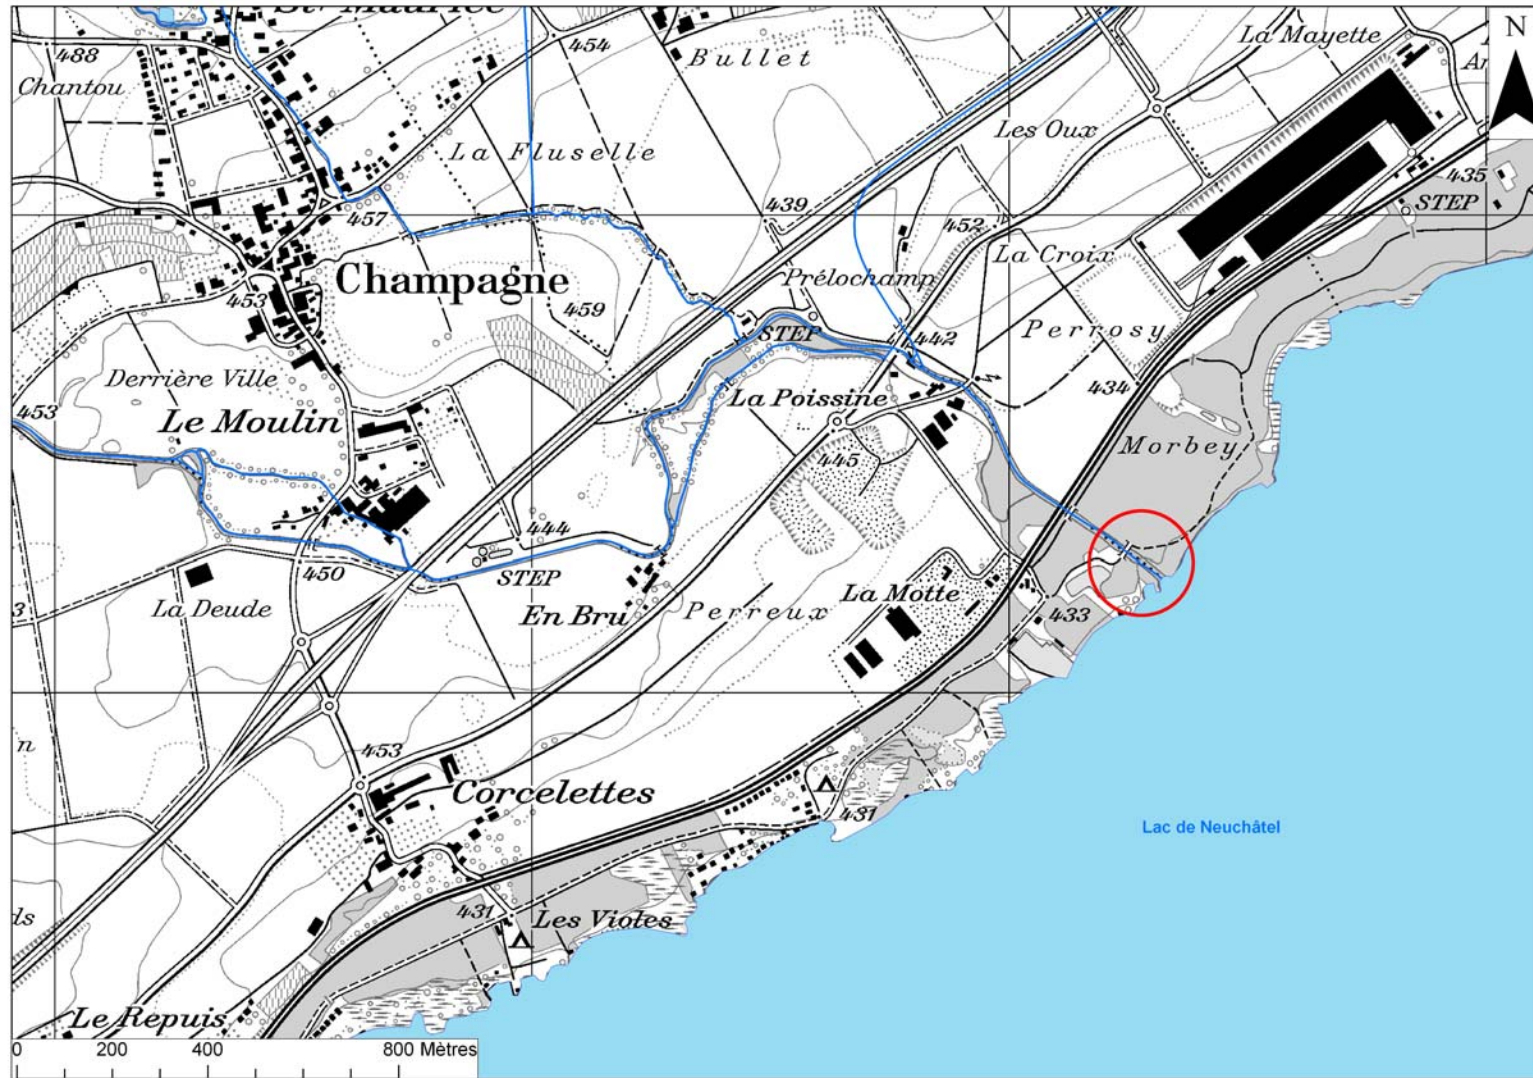 St Maurice
454
Bullet
La Mayette
N
488
Chantou
Les Oux
La Fluselle
435
STEP
457
439
452
La Croix
Champagne
Prélochamp
453
459
Perrosy
STEP
442
Derrière Ville
434
453
Le Moulin
La Poissine
Morbey
445
444
450
STEP
La Deude
En Bru
Perreux
La Motte
433
n
453
Corcelettes
431
Lac de Neuchâtel
ds
431
Les Violes
Le Repuis
0 200 400 800 Mètres